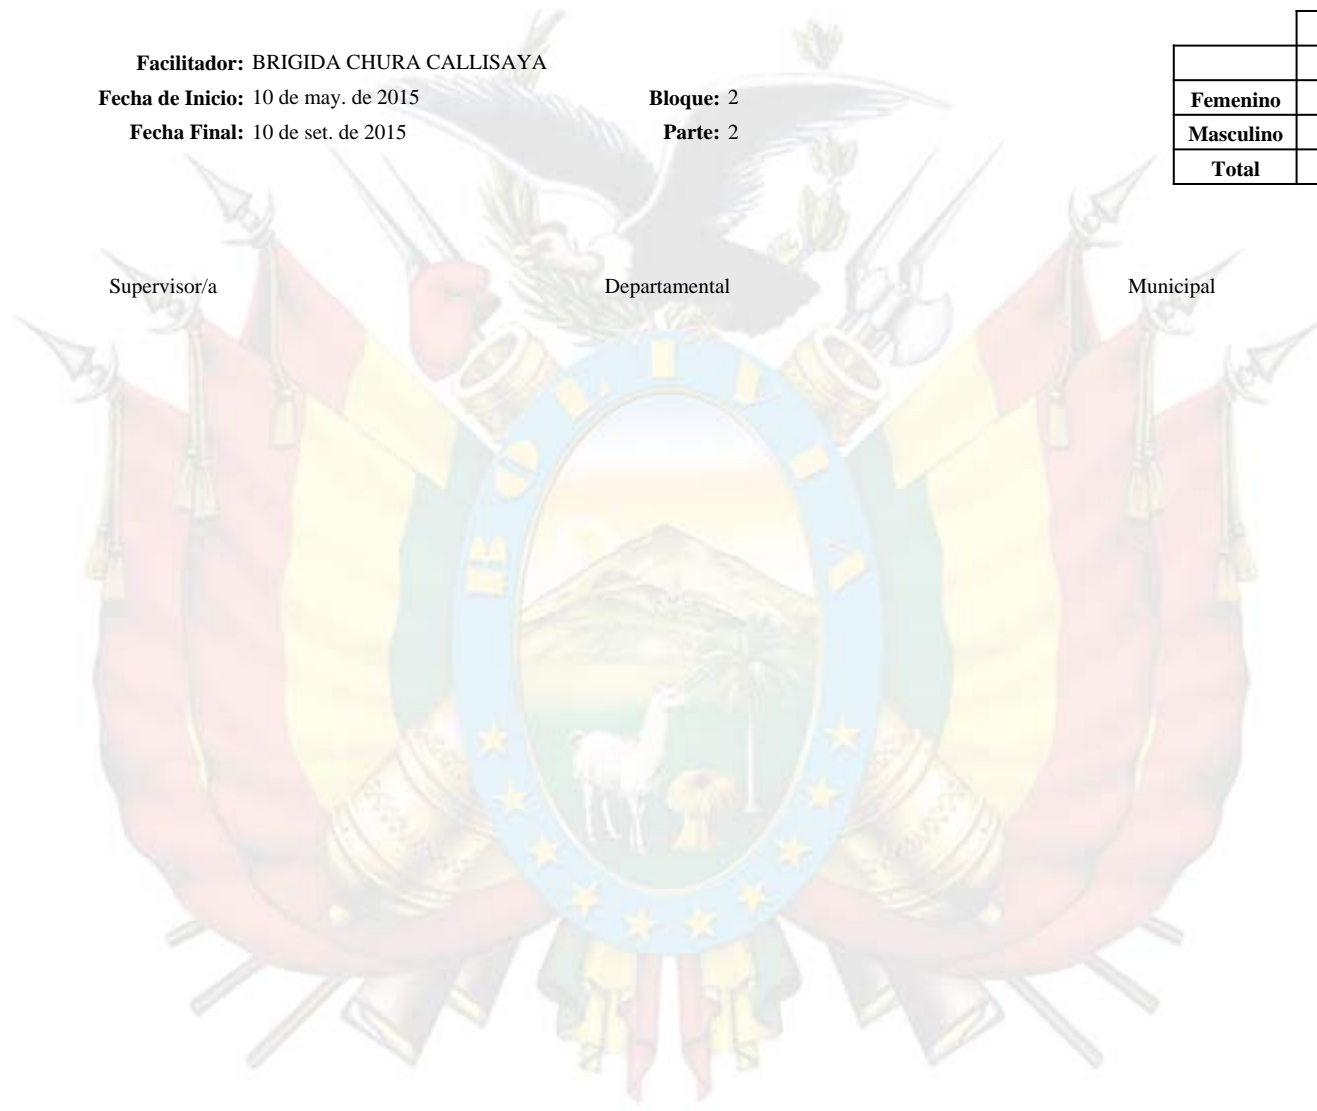 Facilitador: BRIGIDA CHURA CALLISAYA
Fecha de Inicio: 10 de may. de 2015 Bloque: 2
Fecha Final: 10 de set. de 2015 Parte: 2
Femenino
Masculino
Total
Supervisor/a Departamental Municipal
BOLIVIA